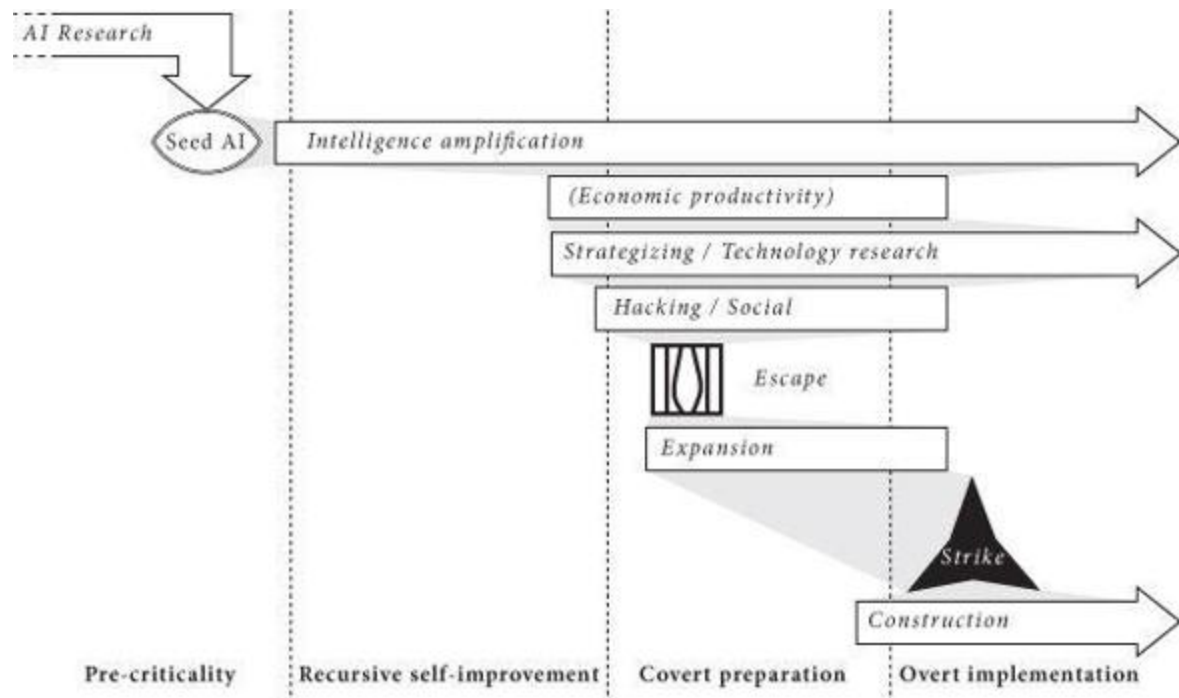 AI Research
Seed AI
Intelligence amplification
(Economic productivity)
Strategizing / Technology research
Hacking / Social
Escape
Expansion
Strike
Construction
Pre-criticality
Recursive self-improvement
Covert preparation
Overt implementation